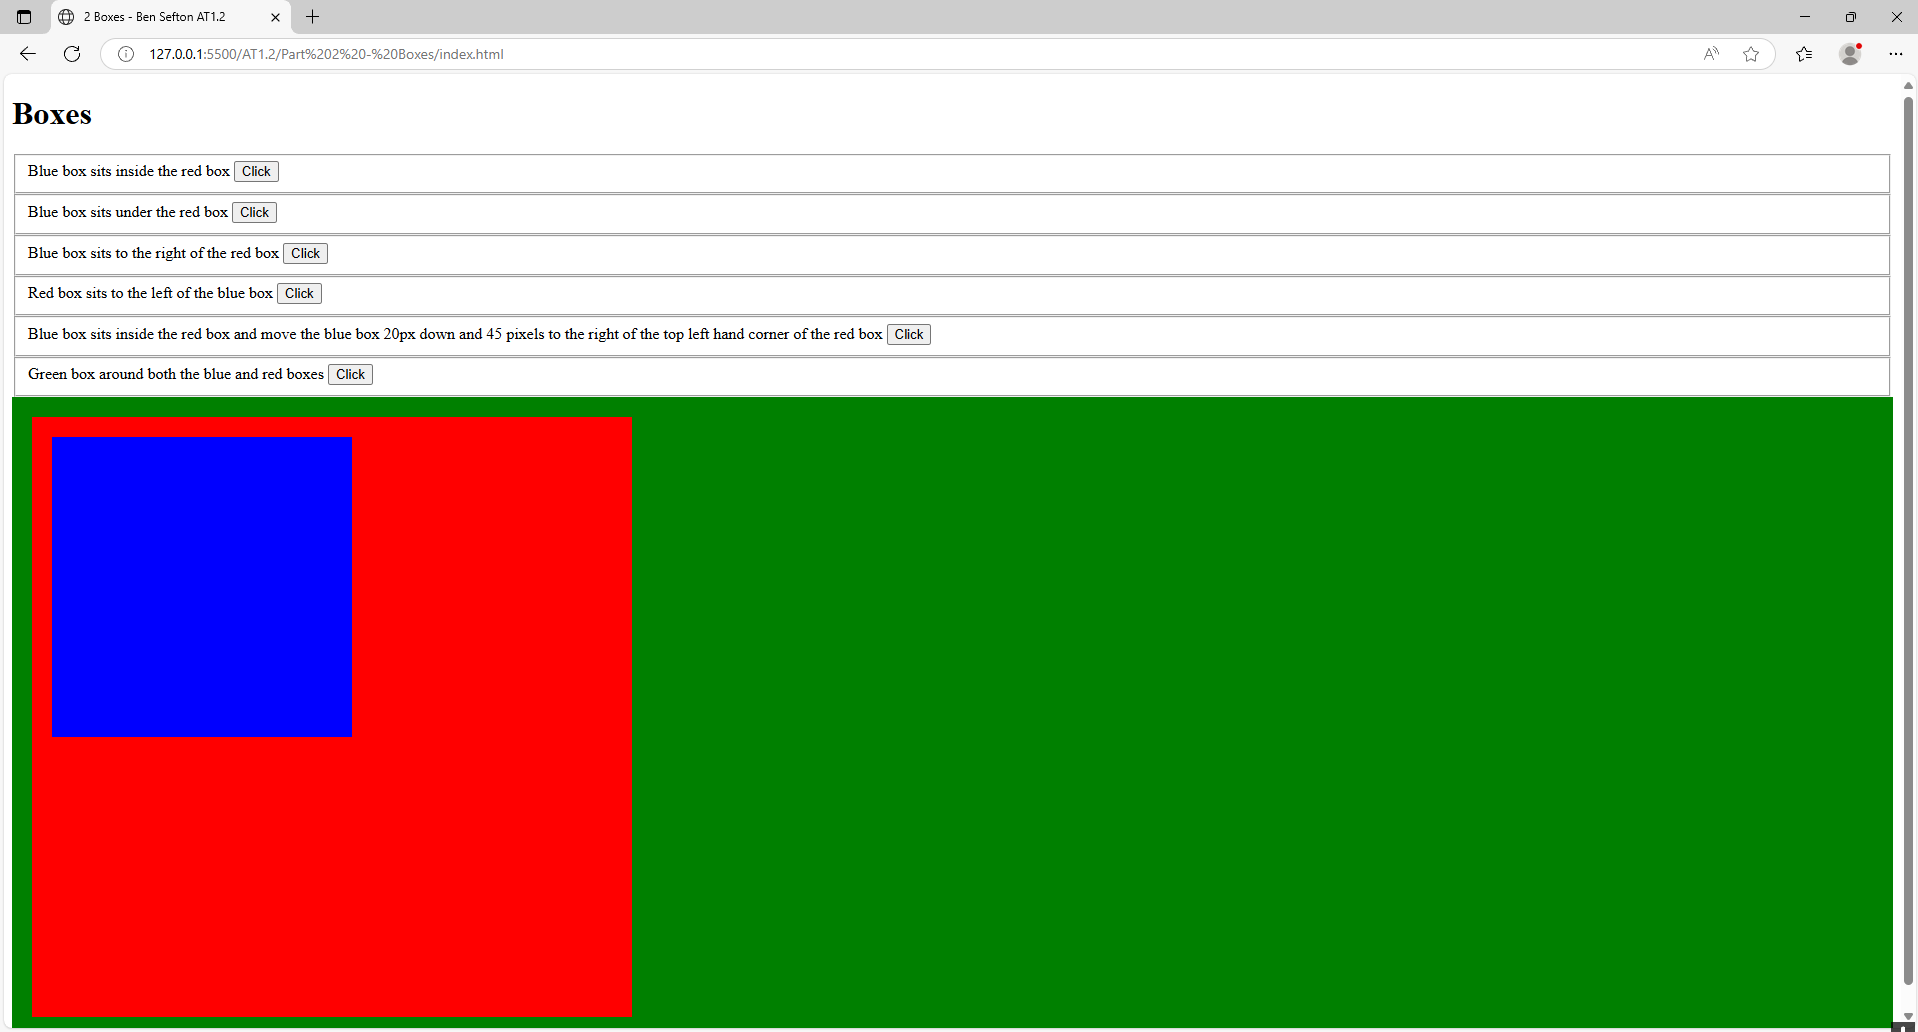 2 Boxes - Ben Sefton AT1.2
127.0.0.1:5500/AT1.2/Part%202%20-%20Boxes/index.html
Boxes
Blue box sits inside the red box Click
Blue box sits under the red box Click
Blue box sits to the right of the red box Click
Red box sits to the left of the blue box Click
Blue box sits inside the red box and move the blue box 20px down and 45 pixels to the right of the top left hand corner of the red box Click
Green box around both the blue and red boxes Click